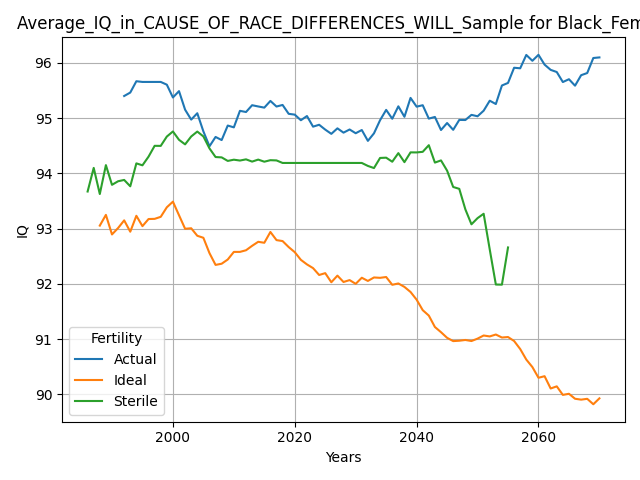 Average_IQ_in_CAUSE_OF_RACE_DIFFERENCES_WILL_Sample for Black_Fem
96
95
94
93
92
91
90
IQ
Fertility
Actual
Ideal
Sterile
2000
2020
2040
2060
Years